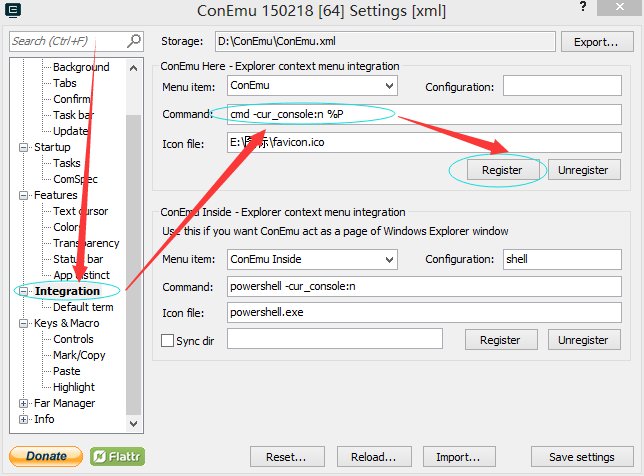 ConEmu 150218 [64] Settings [xml]
?
Search (Ctrl+F)
Storage:
D:\ConEmu\ConEmu.xml
Export...
Background
Tabs
Confirm
Task bar
Update
Startup
Tasks
ComSpec
Features
Text cursor
Colors
Transparency
Status bar
App distinct
Integration
Default term
Keys & Macro
Controls
Mark/Copy
Paste
Highlight
Far Manager
Info
ConEmu Here - Explorer context menu integration
Menu item:
ConEmu
Configuration:
Command:
cmd -cur_console:n %P
Icon file:
E:\图标\favicon.ico
Register
Unregister
ConEmu Inside - Explorer context menu integration
Use this if you want ConEmu act as a page of Windows Explorer window
Menu item:
ConEmu Inside
Configuration:
shell
Command:
powershell -cur_console:n
Icon file:
powershell.exe
Sync dir
Register
Unregister
Donate
Flattr
Reset...
Reload...
Import...
Save settings